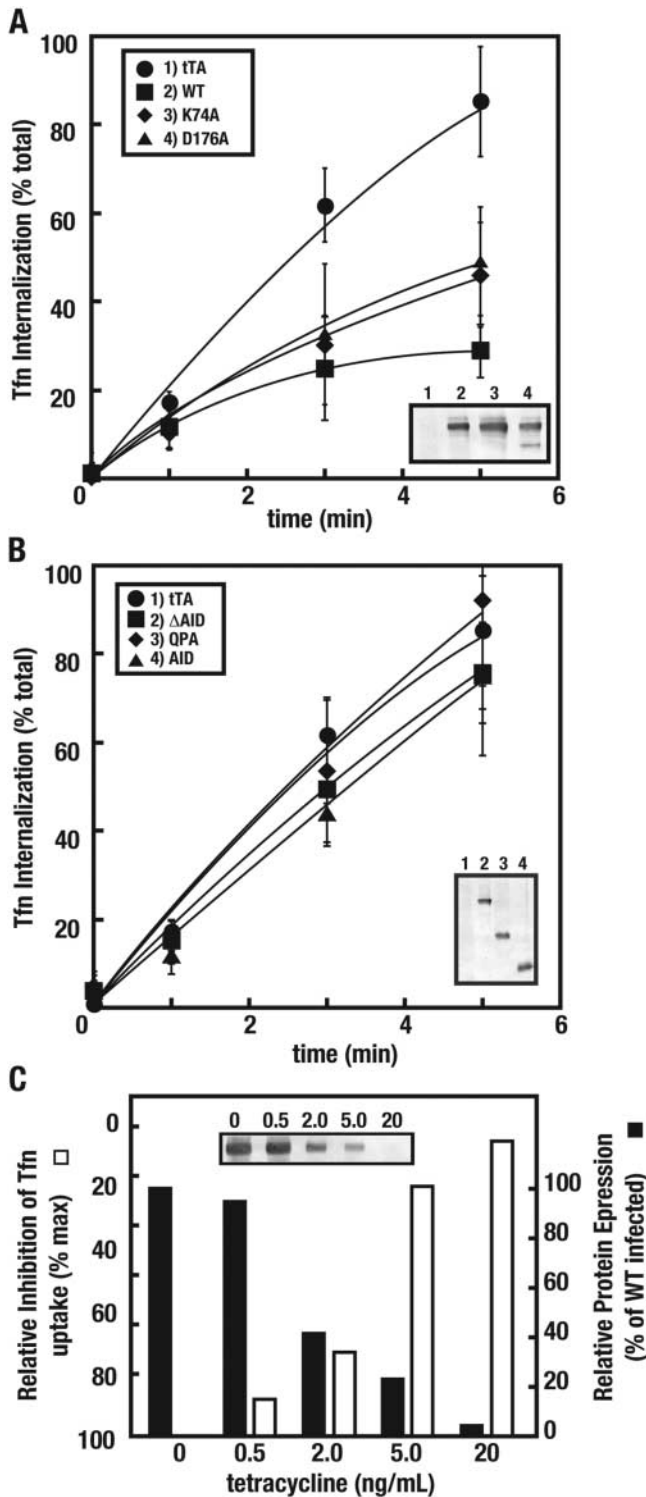 A
100
80
60
40
20
0
2
4
6
Tfn Internalization (% total)
time (min)
1) tTA
2) WT
3) K74A
4) D176A
1 2 3 4
B
100
80
60
40
20
0
2
4
6
Tfn Internalization (% total)
time (min)
1) tTA
2) ΔAID
3) QPA
4) AID
1 2 3 4
C
0
20
40
60
80
100
Relative Inhibition of Tfn
uptake (% max)
0 0.5 2.0 5.0 20
100
80
60
40
20
0
Relative Protein Epression
(% of WT infected)
0 0.5 2.0 5.0 20
tetracycline (ng/mL)